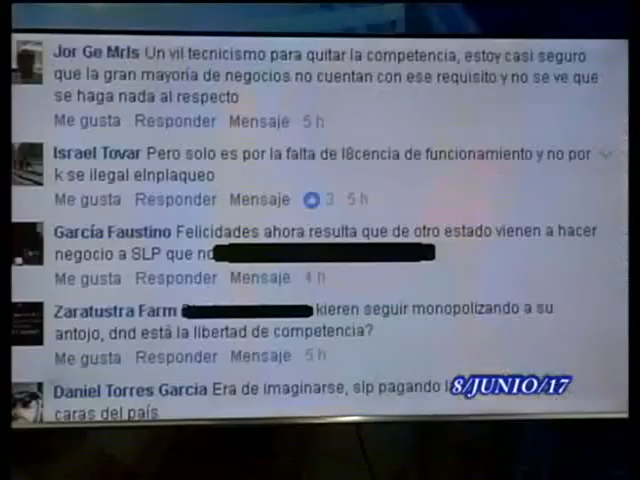 Jor Ge Mrls Un vil tecnicismo para quitar la competencia, estoy casi seguro
que la gran mayoría de negocios no cuentan con ese requisito y no se ve que
se haga nada al respecto
Me gusta Responder Mensaje 5 h
Israel Tovar Pero solo es por la falta de l8cencia de funcionamiento y no por
k se ilegal elnplaqueo
Me gusta Responder Mensaje 3 5 h
García Faustino Felicidades ahora resulta que de otro estado vienen a hacer
negocio a SLP que no
Me gusta Responder Mensaje 4 h
Zaratustra Farm kieren seguir monopolizando a su
antojo, dnd está la libertad de competencia?
Me gusta Responder Mensaje 5 h
Daniel Torres Garcia Era de imaginarse, slp pagando
8/JUNIO/17
caras del país